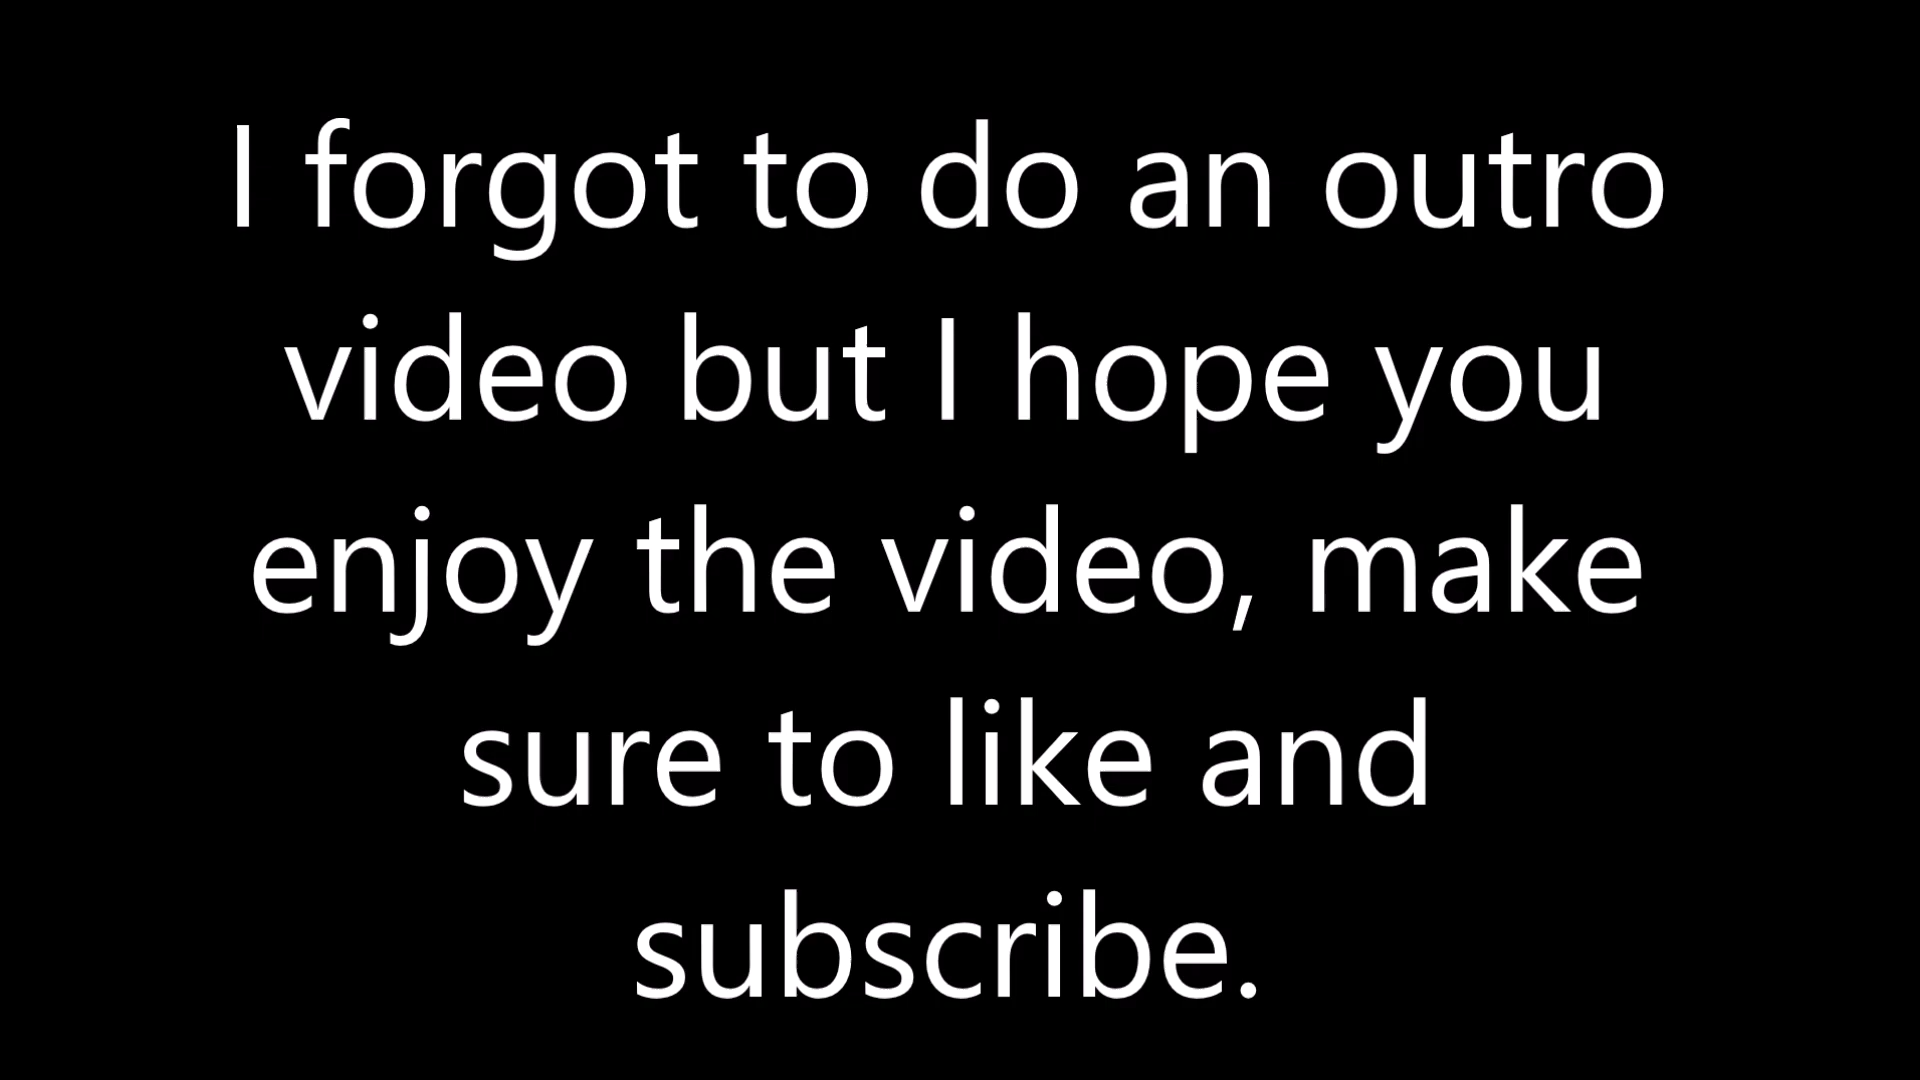 I forgot to do an outro
video but I hope you
enjoy the video, make
sure to like and
subscribe.